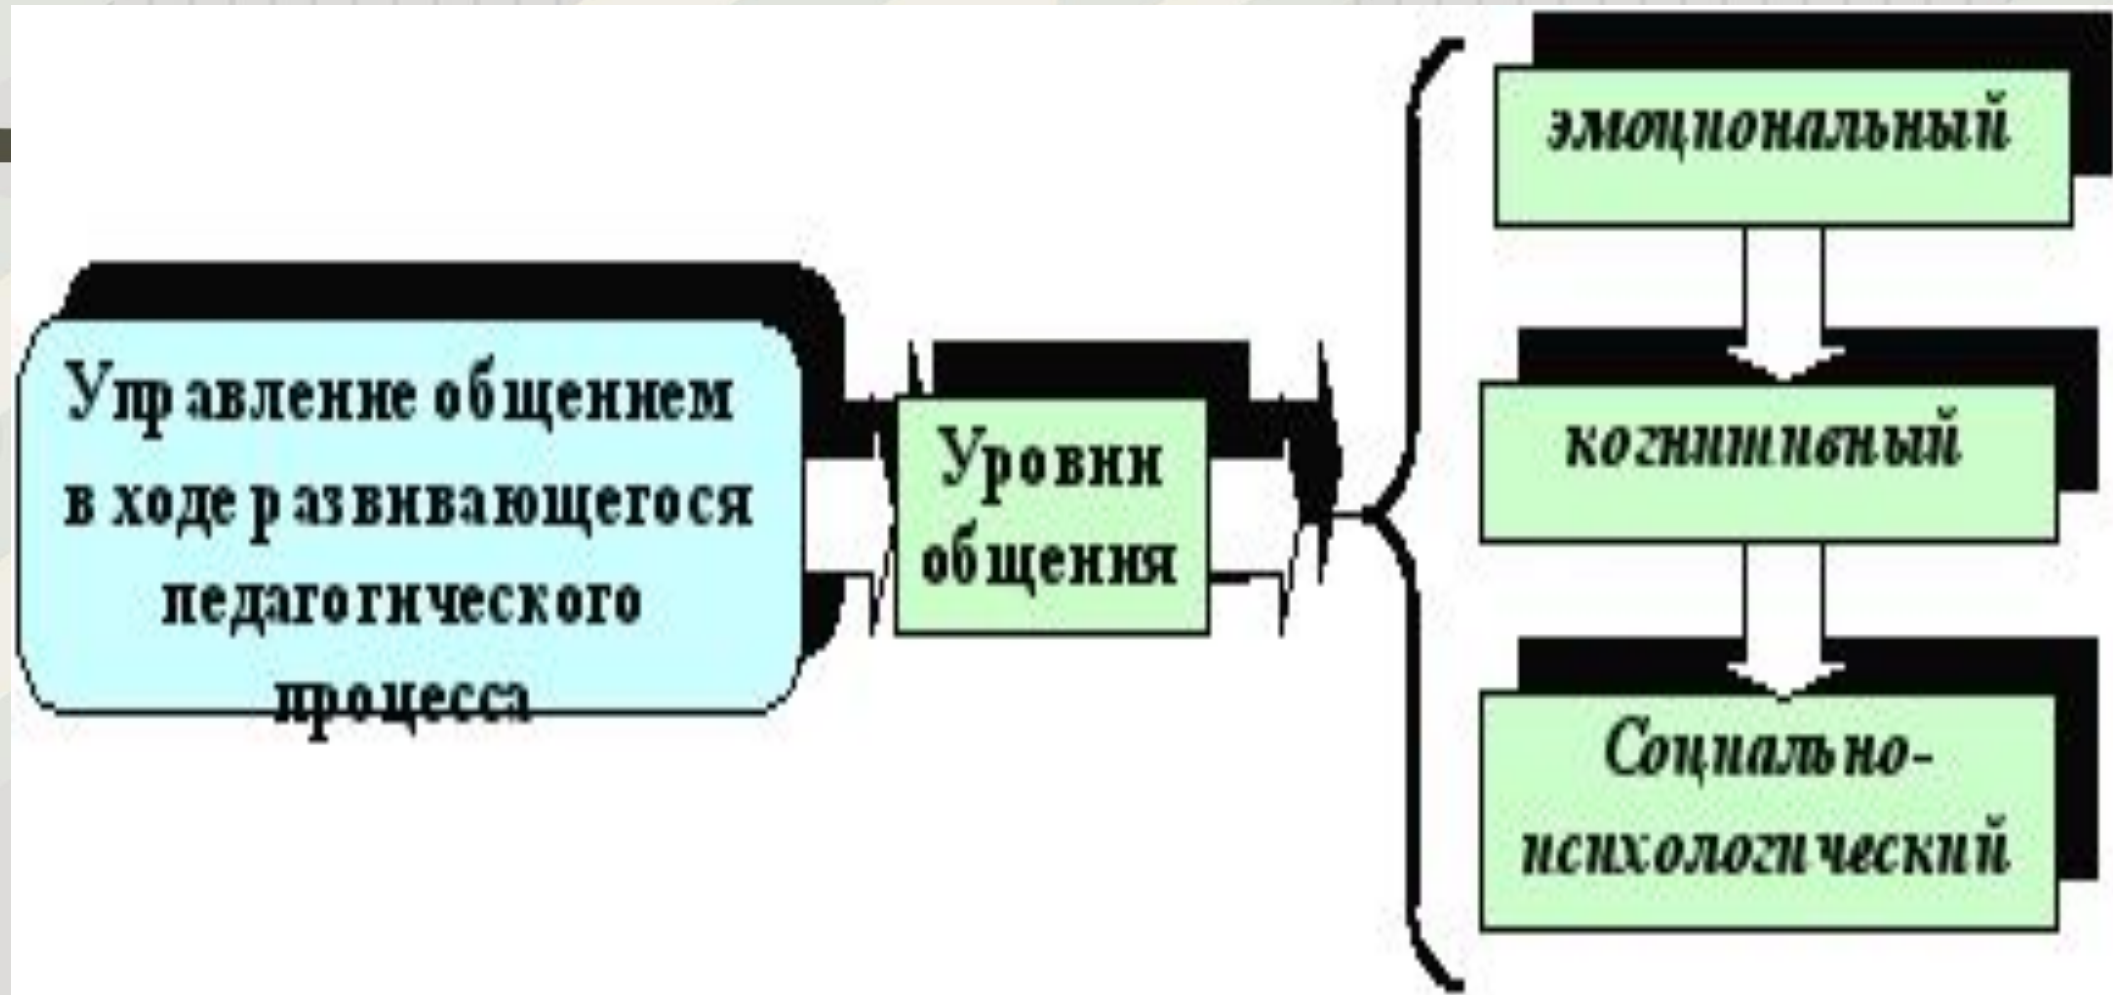 Управление общением
в ходе развивающегося
педагогического
процесса
Уровни
общения
эмоциональный
когнитивный
Социально-
психологический